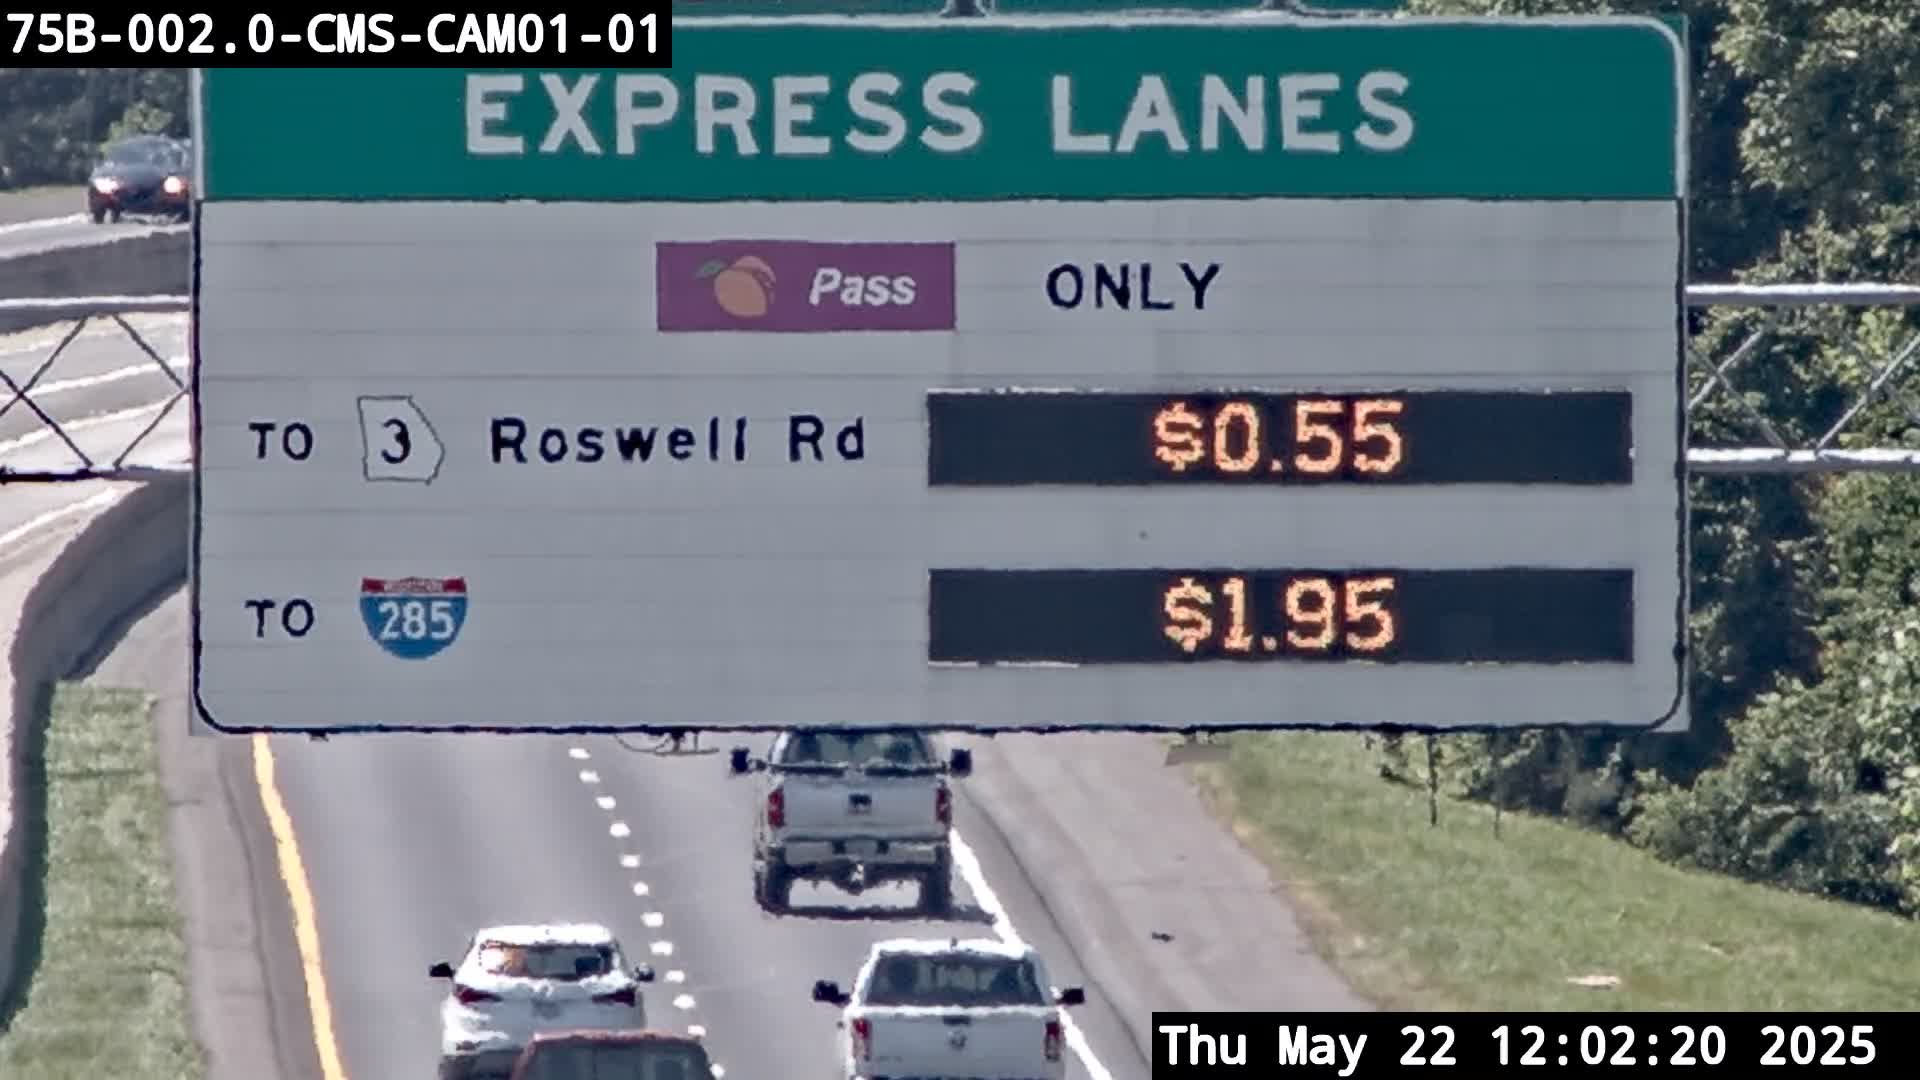 75B-002.0-CMS-CAM01-01
EXPRESS LANES
Pass ONLY
TO 3 Roswell Rd $0.55
TO 285 $1.95
Thu May 22 12:02:20 2025